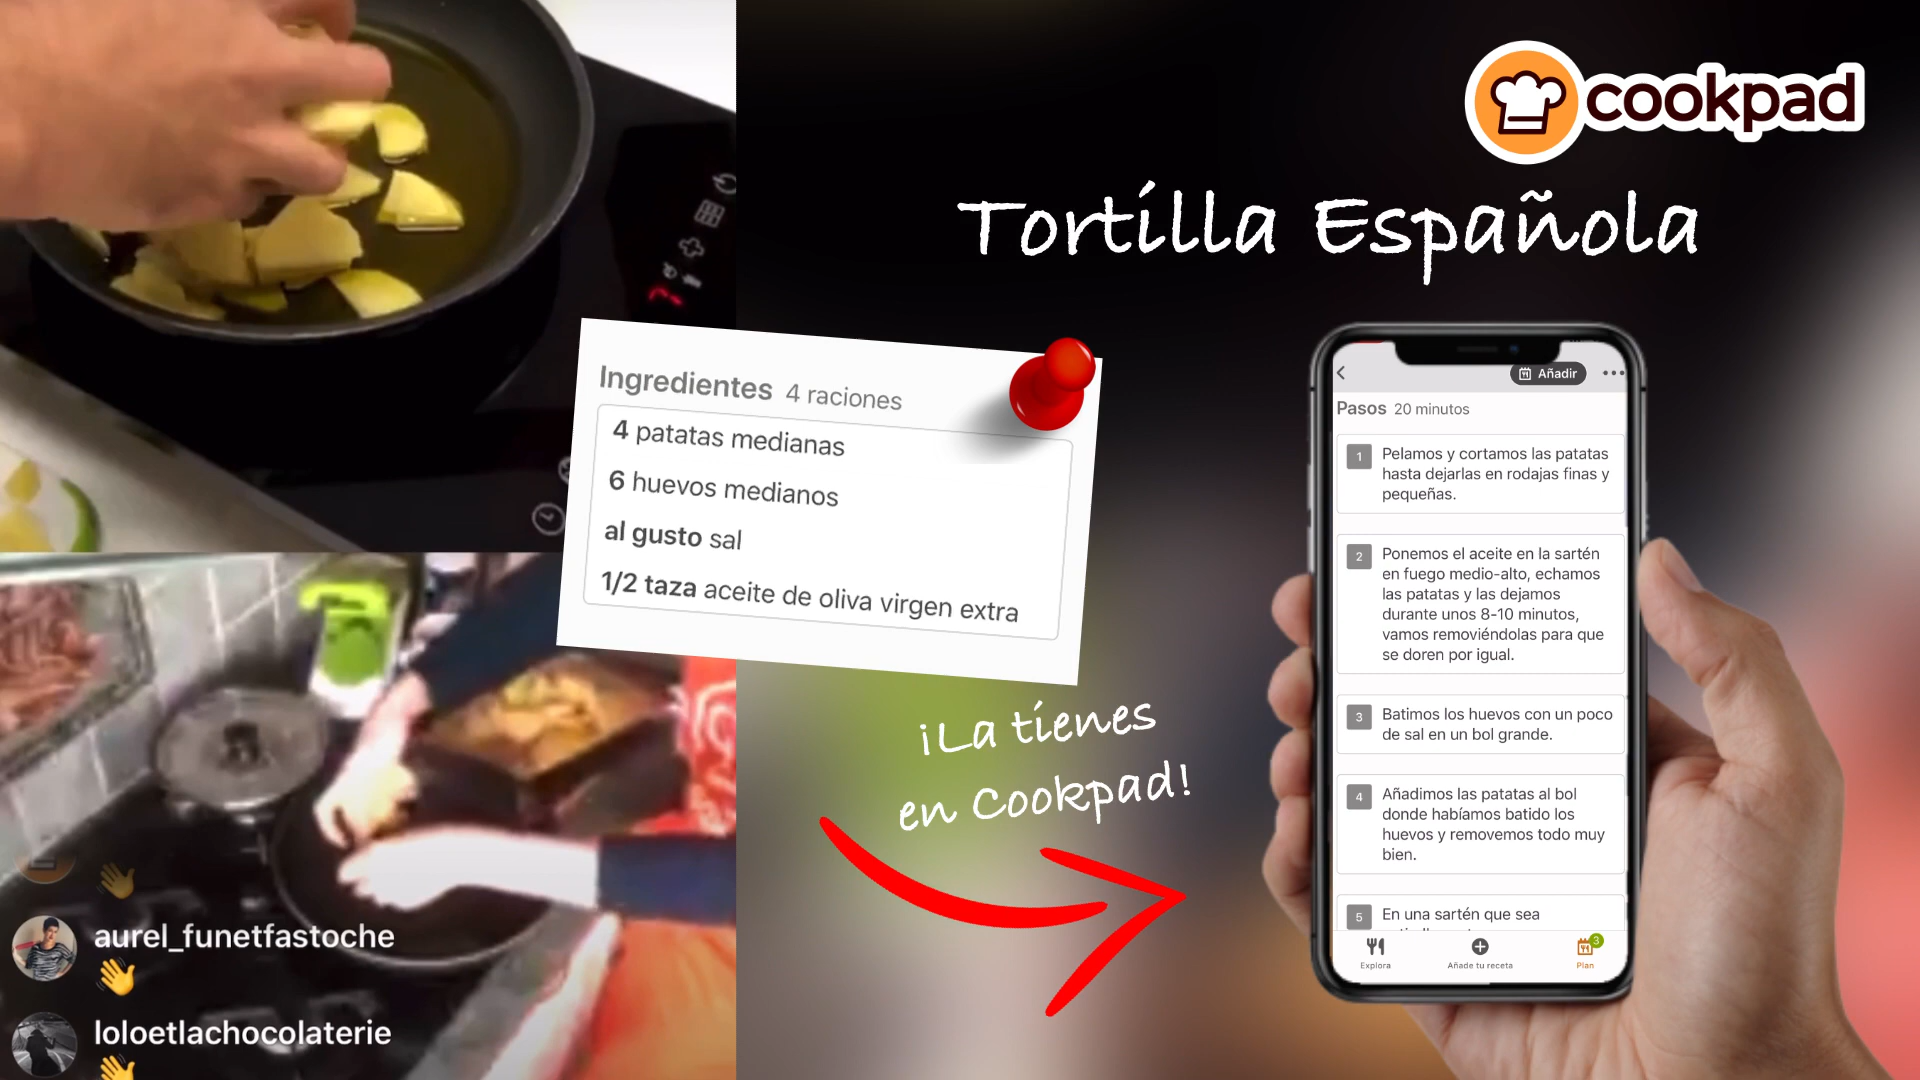 cookpad
Tortilla Española
Ingredientes 4 raciones
4 patatas medianas
6 huevos medianos
al gusto sal
1/2 taza aceite de oliva virgen extra
¡La tienes
en Cookpad!
Añadir
Pasos 20 minutos
1 Pelamos y cortamos las patatas
hasta dejarlas en rodajas finas y
pequeñas.
2 Ponemos el aceite en la sartén
en fuego medio-alto, echamos
las patatas y las dejamos
durante unos 8-10 minutos,
vamos removiéndolas para que
se doren por igual.
3 Batimos los huevos con un poco
de sal en un bol grande.
4 Añadimos las patatas al bol
donde habíamos batido los
huevos y removemos todo muy
bien.
5 En una sartén que sea
3
Explora Añade tu receta Plan
aurel_funetfastoche
loloetlachocolaterie